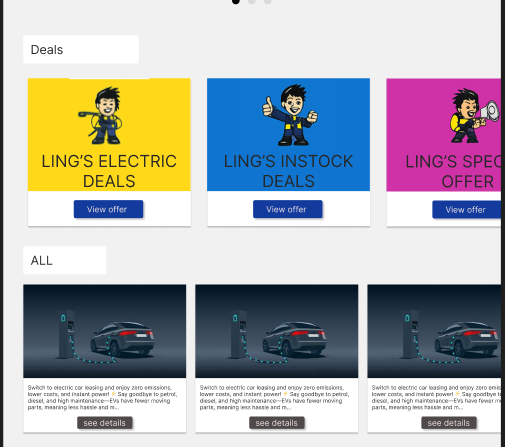 Deals
LING'S ELECTRIC
DEALS
View offer
LING'S INSTOCK
DEALS
View offer
LING'S SPEC
OFFER
View offer
ALL
Switch to electric car leasing and enjoy zero emissions,
lower costs, and instant power! ⚡ Say goodbye to petrol,
diesel, and high maintenance—EVs have fewer moving
parts, meaning less hassle and m...
see details
Switch to electric car leasing and enjoy zero emissions,
lower costs, and instant power! ⚡ Say goodbye to petrol,
diesel, and high maintenance—EVs have fewer moving
parts, meaning less hassle and m...
see details
Switch to electric car leasing and enjoy zero emis
lower costs, and instant power! ⚡ Say goodbye
diesel, and high maintenance—EVs have fewer m
parts, meaning less hassle and m...
see details